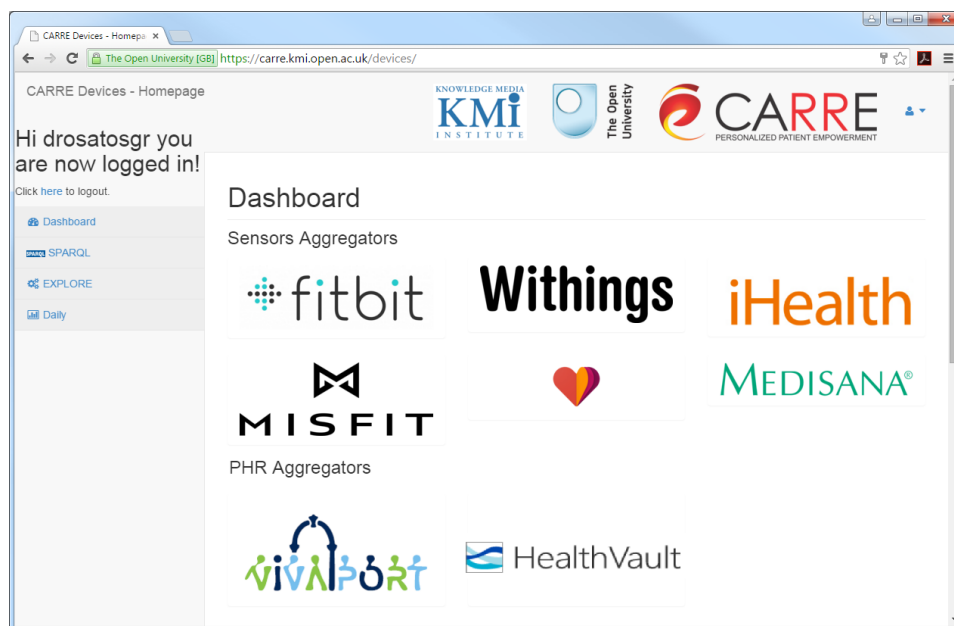 CARRE Devices - Homepa
The Open University [GB] https://carre.kmi.open.ac.uk/devices/
CARRE Devices - Homepage
KNOWLEDGE MEDIA
KMi
INSTITUTE
The Open
University
CARRE
PERSONALIZED PATIENT EMPOWERMENT
Hi drosatosgr you
are now logged in!
Click here to logout.
Dashboard
SPARQL SPARQL
EXPLORE
Daily
Dashboard
Sensors Aggregators
fitbit
Withings
iHealth
MISFIT
MEDISANA®
PHR Aggregators
VIVAPORT
HealthVault